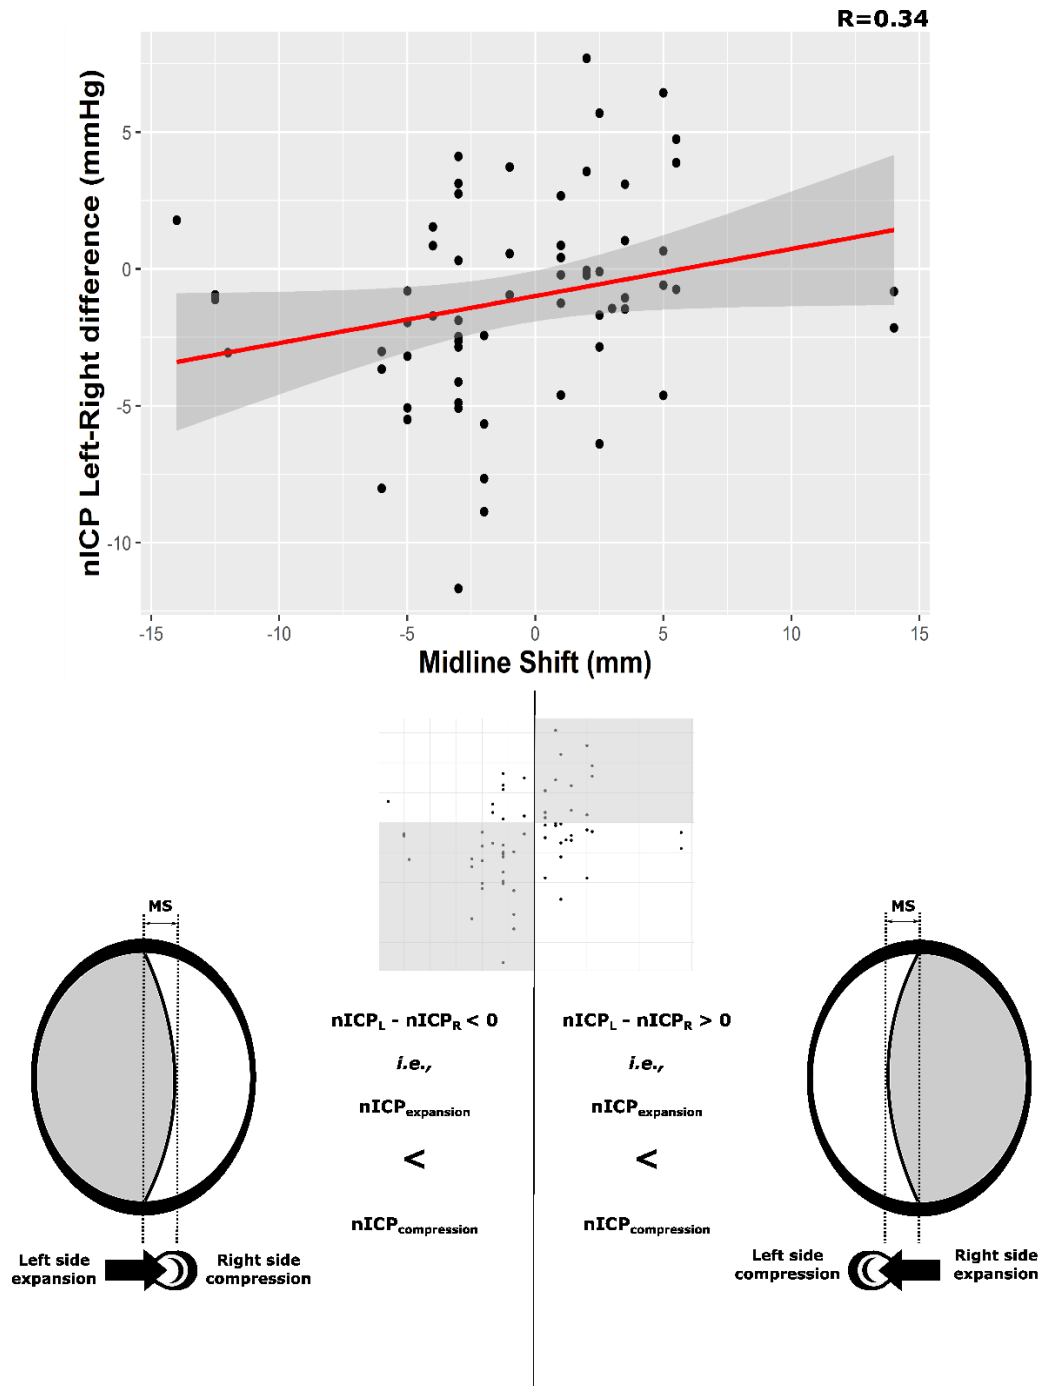 R=0.34
nICP Left-Right difference (mmHg)
5
0
-5
-10
-15
-10
-5
0
5
10
15
Midline Shift (mm)
MS
MS
nICPL - nICPR < 0
i.e.,
nICPexpansion
<
nICPcompression
nICPL - nICPR > 0
i.e.,
nICPexpansion
<
nICPcompression
Left side
expansion
Right side
compression
Left side
compression
Right side
expansion